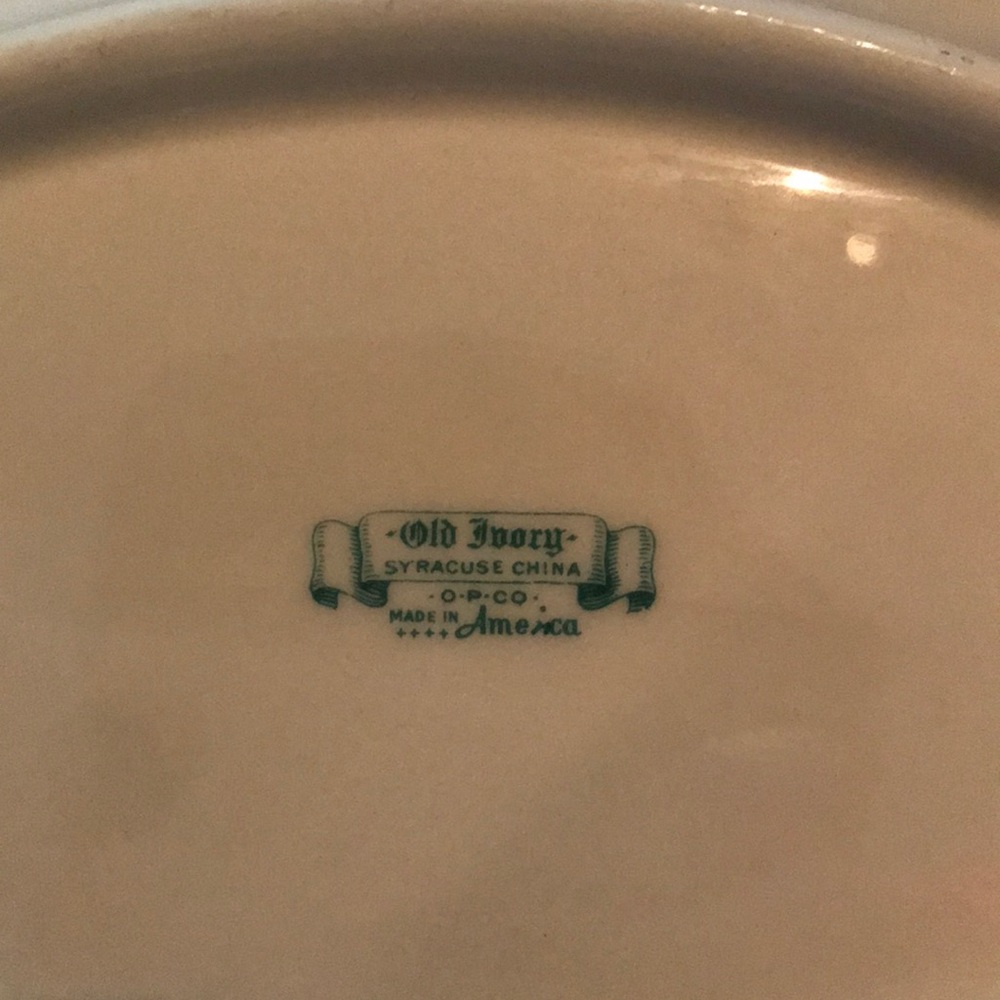 ·Old Ivory·
SYRACUSE CHINA
·O·P·CO·
MADE IN America
++++